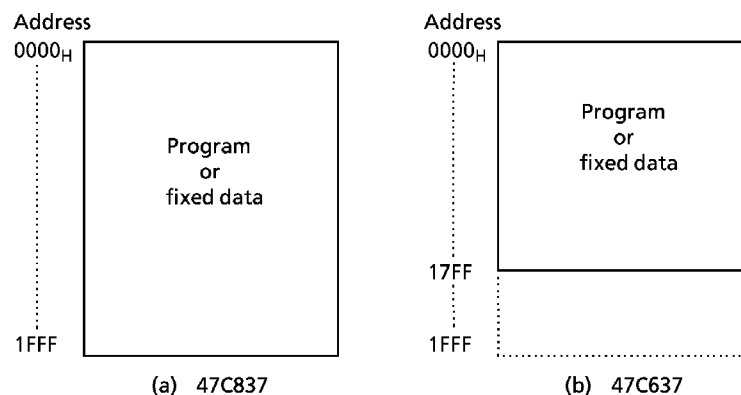 Address
0000H
Program
or
fixed data
1FFF
(a) 47C837
Address
0000H
Program
or
fixed data
17FF
1FFF
(b) 47C637